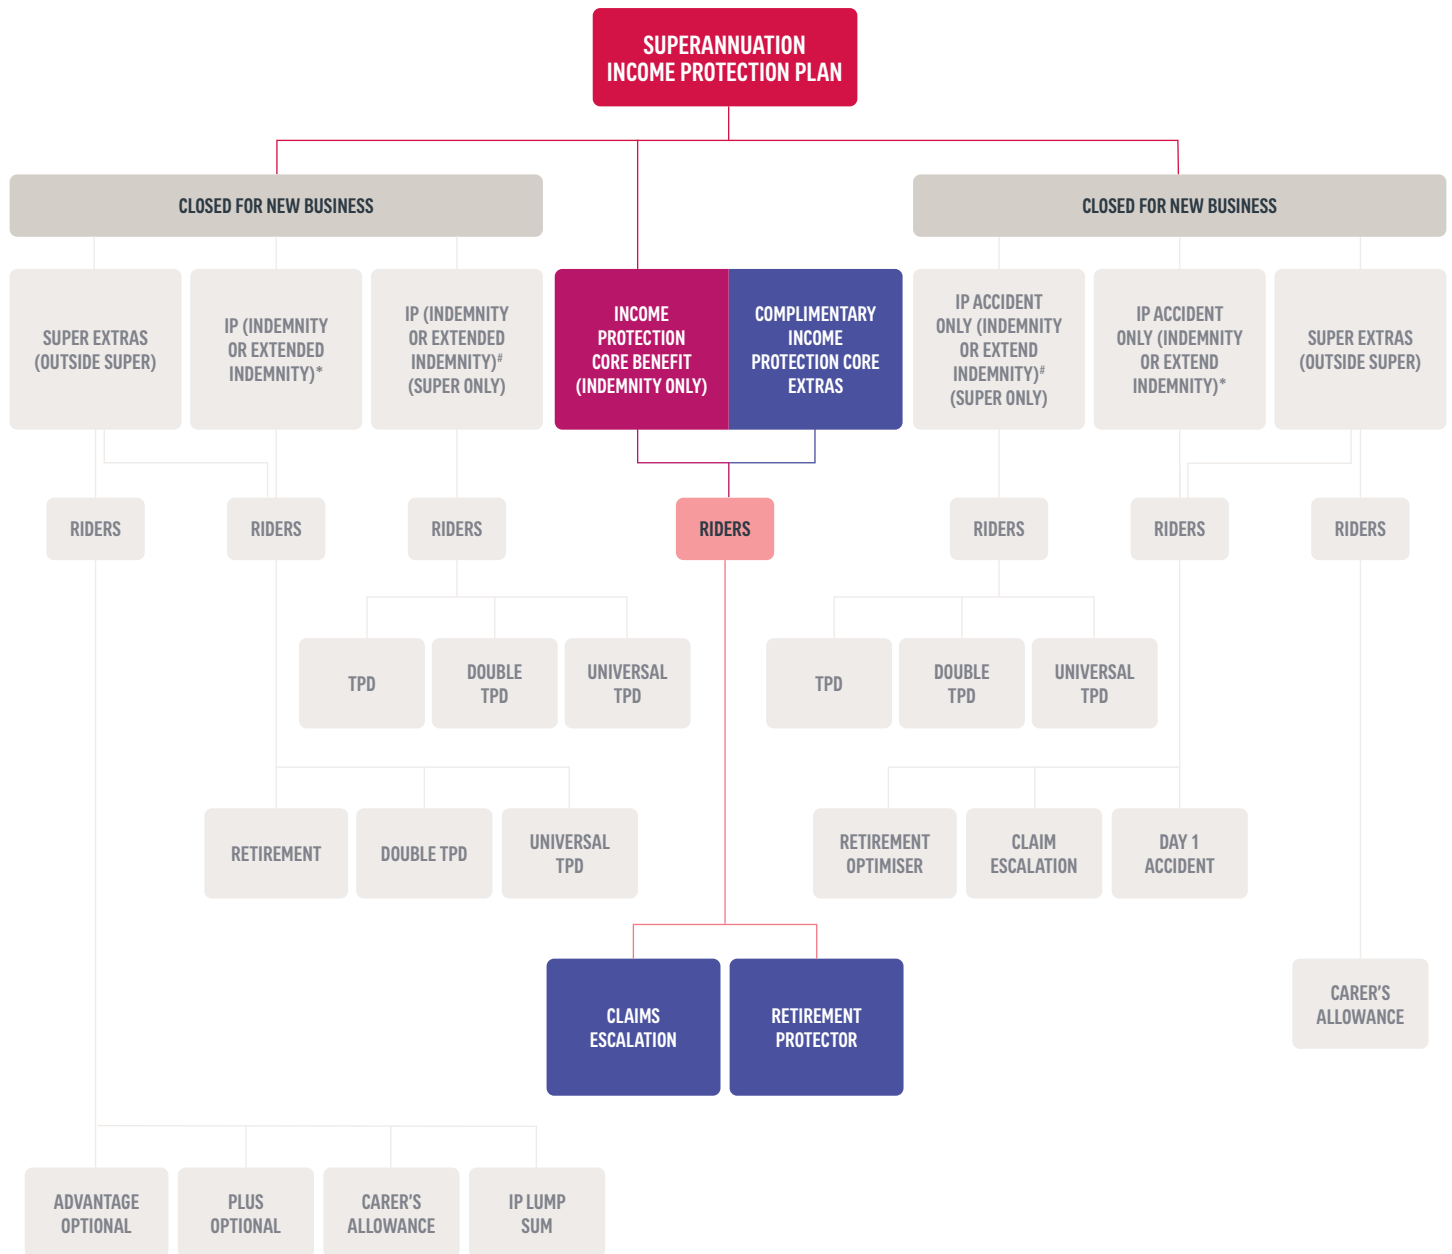 SUPERANNUATION
INCOME PROTECTION PLAN
CLOSED FOR NEW BUSINESS
CLOSED FOR NEW BUSINESS
SUPER EXTRAS
(OUTSIDE SUPER)
IP (INDEMNITY
OR EXTENDED
INDEMNITY)*
IP (INDEMNITY
OR EXTENDED
INDEMNITY)#
(SUPER ONLY)
INCOME
PROTECTION
CORE BENEFIT
(INDEMNITY ONLY)
COMPLIMENTARY
INCOME
PROTECTION CORE
EXTRAS
IP ACCIDENT
ONLY (INDEMNITY
OR EXTEND
INDEMNITY)#
(SUPER ONLY)
IP ACCIDENT
ONLY (INDEMNITY
OR EXTEND
INDEMNITY)*
SUPER EXTRAS
(OUTSIDE SUPER)
RIDERS
RIDERS
RIDERS
RIDERS
RIDERS
RIDERS
RIDERS
TPD
DOUBLE
TPD
UNIVERSAL
TPD
TPD
DOUBLE
TPD
UNIVERSAL
TPD
RETIREMENT
DOUBLE TPD
UNIVERSAL
TPD
RETIREMENT
OPTIMISER
CLAIM
ESCALATION
DAY 1
ACCIDENT
CLAIMS
ESCALATION
RETIREMENT
PROTECTOR
CARER'S
ALLOWANCE
ADVANTAGE
OPTIONAL
PLUS
OPTIONAL
CARER'S
ALLOWANCE
IP LUMP
SUM